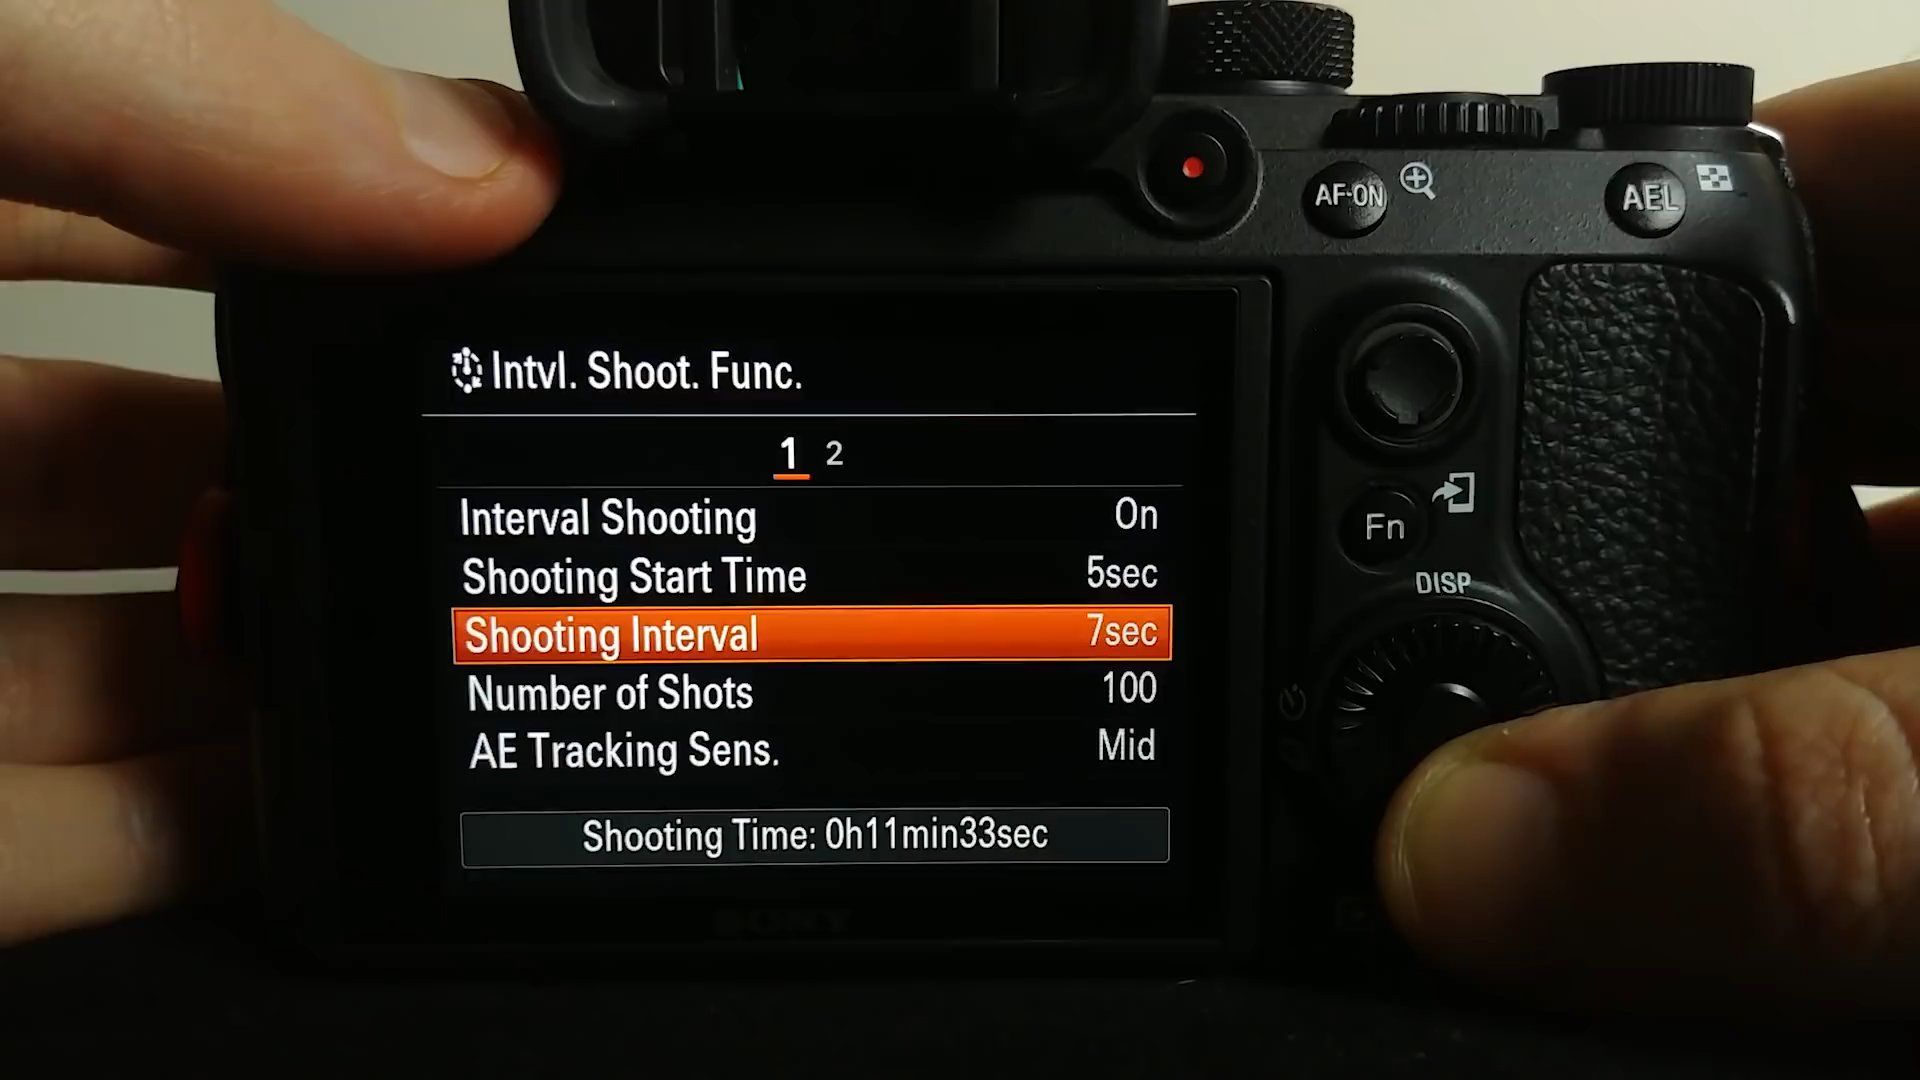 AF-ON
AEL
Intvl. Shoot. Func.
1 2
Interval Shooting On
Shooting Start Time 5sec
Shooting Interval 7sec
Number of Shots 100
AE Tracking Sens. Mid
Shooting Time: 0h11min33sec
Fn
DISP
SONY